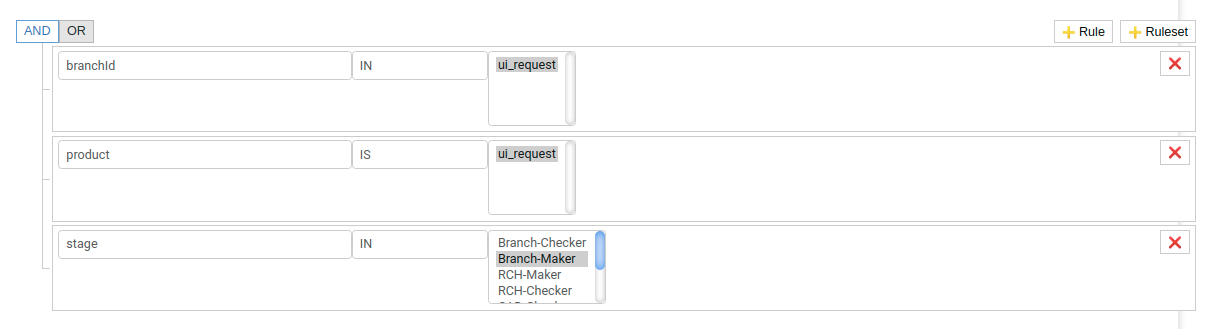 AND OR Rule Ruleset
branchId IN ui_request
product IS ui_request
stage IN Branch-Checker
Branch-Maker
RCH-Maker
RCH-Checker